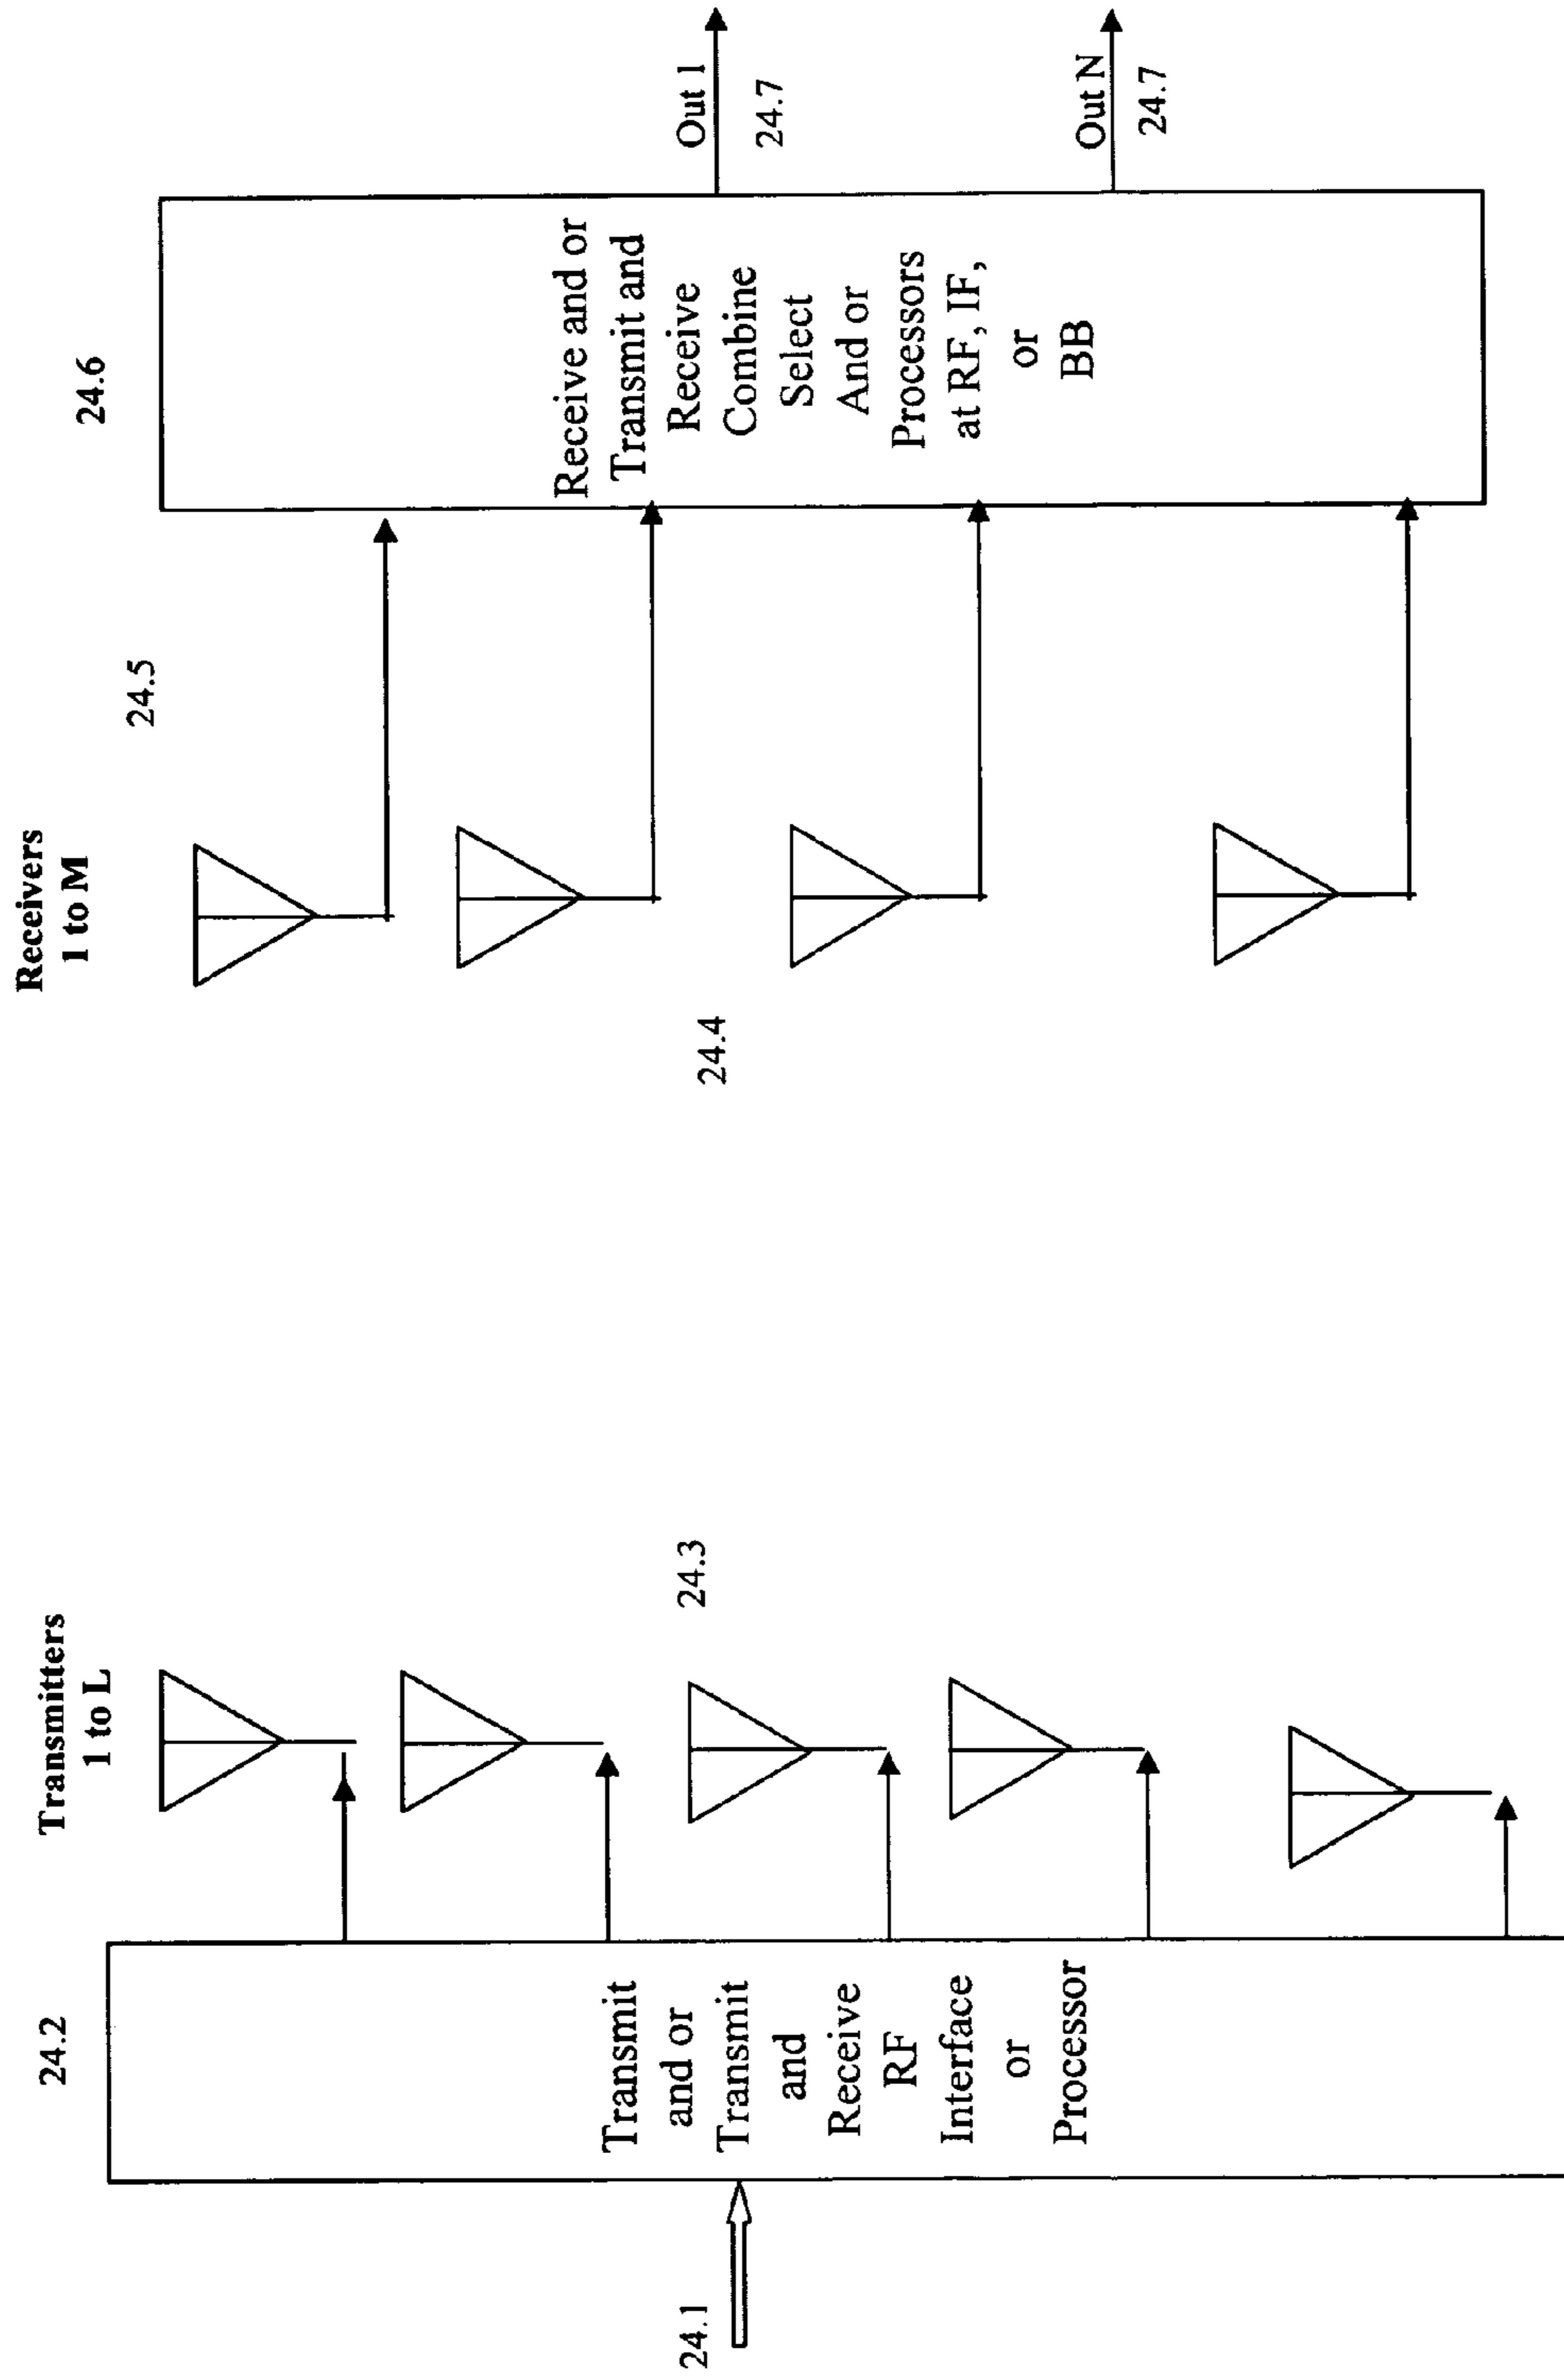 24.1
24.2
Transmit
and or
Transmit
and
Receive
RF
Interface
or
Processor
Transmitters
1 to L
24.3
24.4
Receivers
1 to M
24.5
24.6
Receive and or
Transmit and
Receive
Combine
Select
And or
Processors
at RF, IF,
or
BB
Out 1
24.7
Out N
24.7